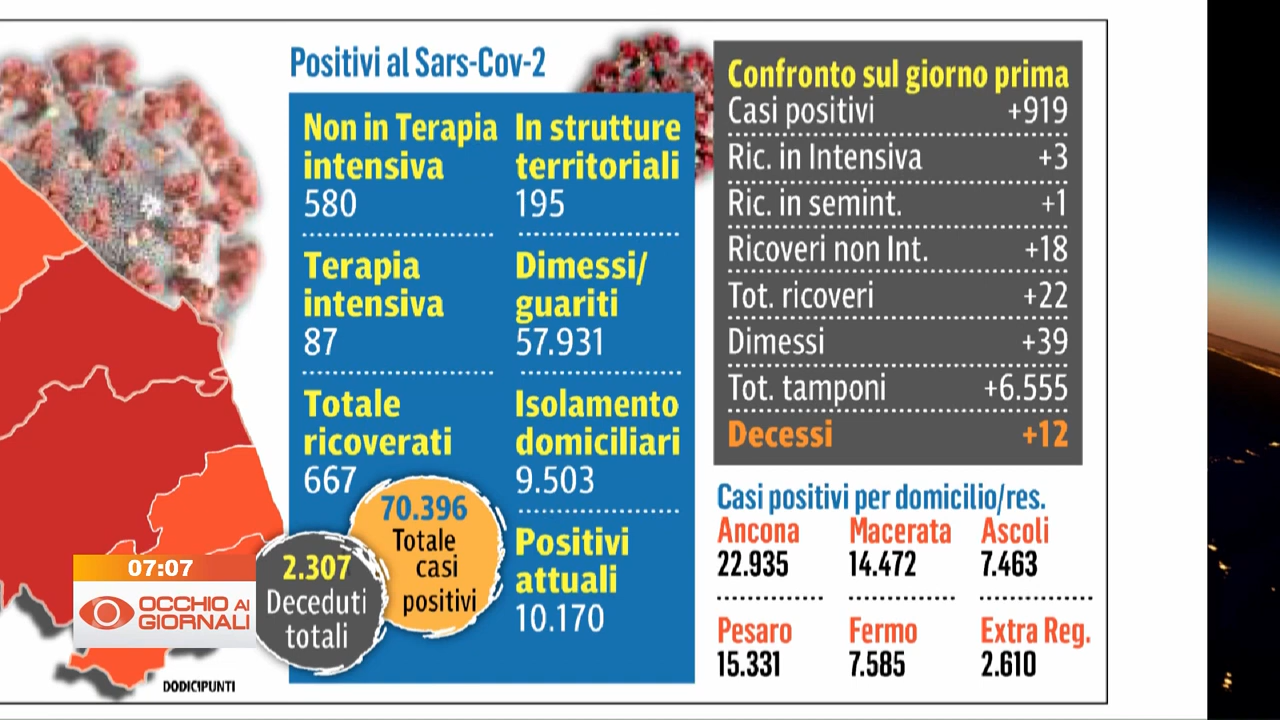 Positivi al Sars-Cov-2
Non in Terapia
intensiva
580
Terapia
intensiva
87
Totale
ricoverati
667
In strutture
territoriali
195
Dimessi/
guariti
57.931
Isolamento
domiciliari
9.503
Positivi
attuali
10.170
70.396
Totale
casi
positivi
2.307
Deceduti
totali
Confronto sul giorno prima
Casi positivi +919
Ric. in Intensiva +3
Ric. in semint. +1
Ricoveri non Int. +18
Tot. ricoveri +22
Dimessi +39
Tot. tamponi +6.555
Decessi +12
Casi positivi per domicilio/res.
Ancona Macerata Ascoli
22.935 14.472 7.463
Pesaro Fermo Extra Reg.
15.331 7.585 2.610
07:07
OCCHIO AI
GIORNALI
DODICIPUNTI